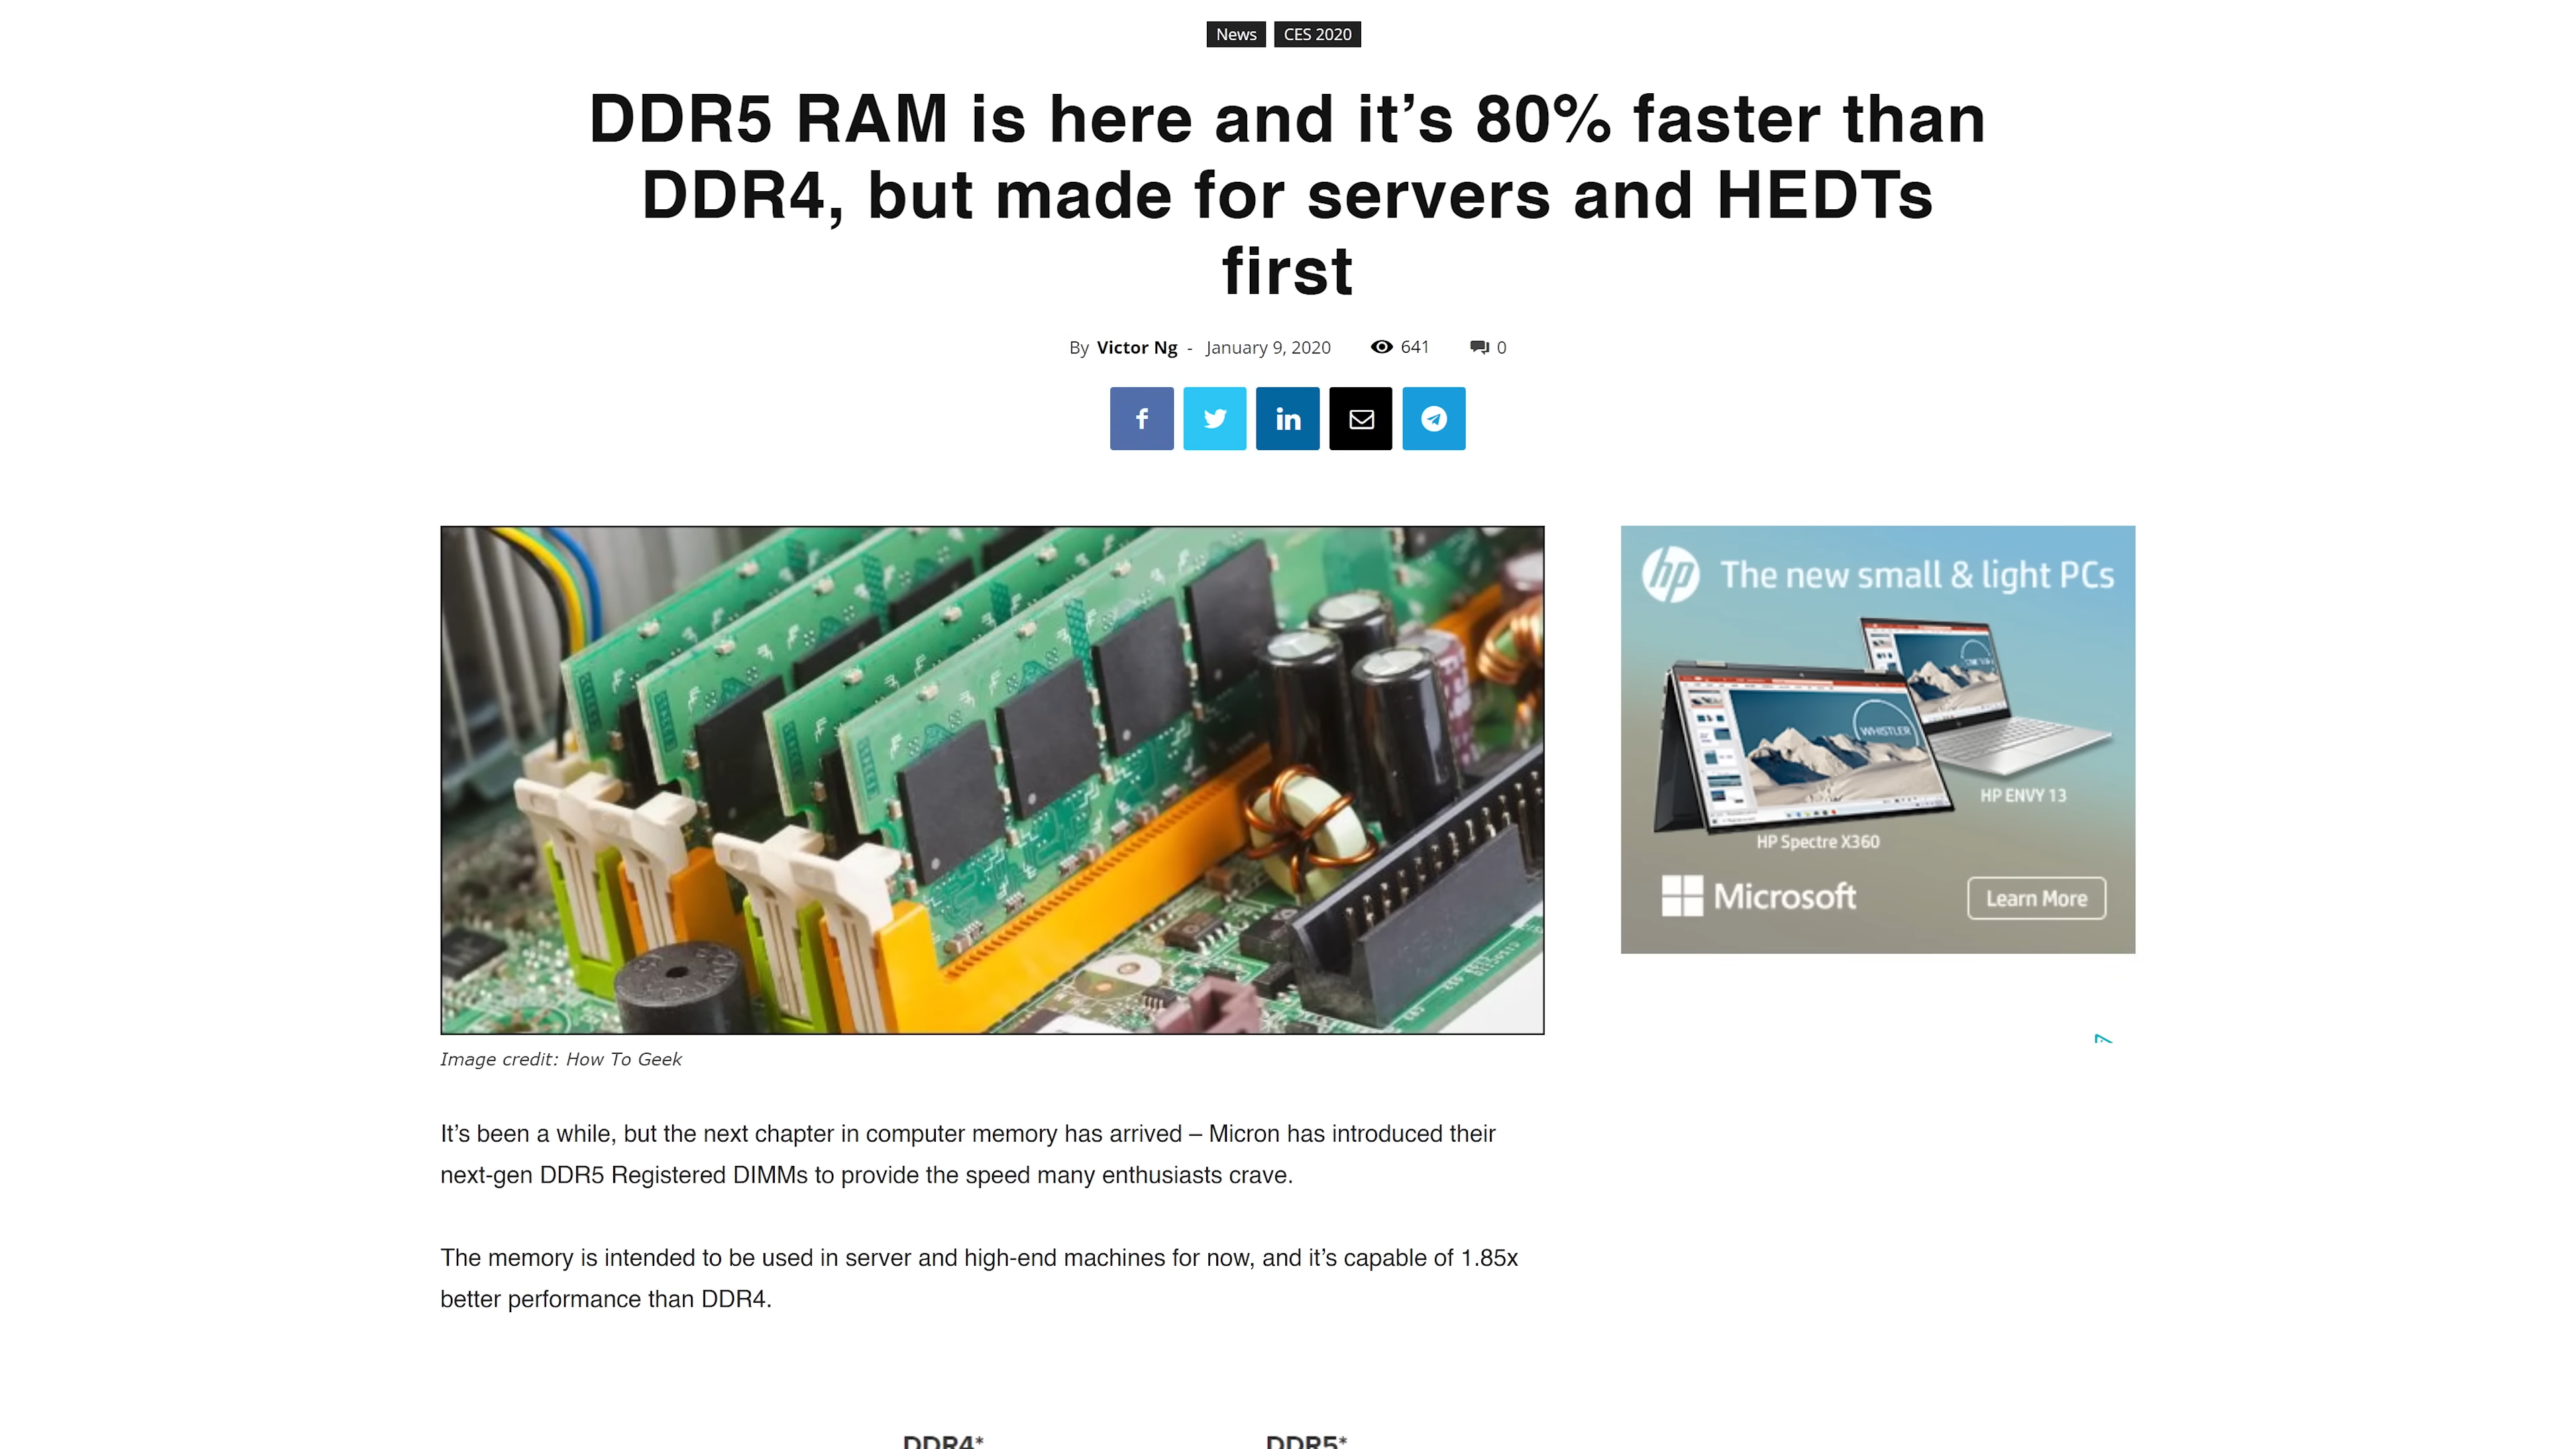 News CES 2020
DDR5 RAM is here and it’s 80% faster than
DDR4, but made for servers and HEDTs
first
By Victor Ng - January 9, 2020 641 0
hp The new small & light PCs
WHISTLER
HP ENVY 13
HP Spectre X360
Microsoft Learn More
Image credit: How To Geek
It’s been a while, but the next chapter in computer memory has arrived – Micron has introduced their
next-gen DDR5 Registered DIMMs to provide the speed many enthusiasts crave.
The memory is intended to be used in server and high-end machines for now, and it’s capable of 1.85x
better performance than DDR4.
DDR4* DDR5*